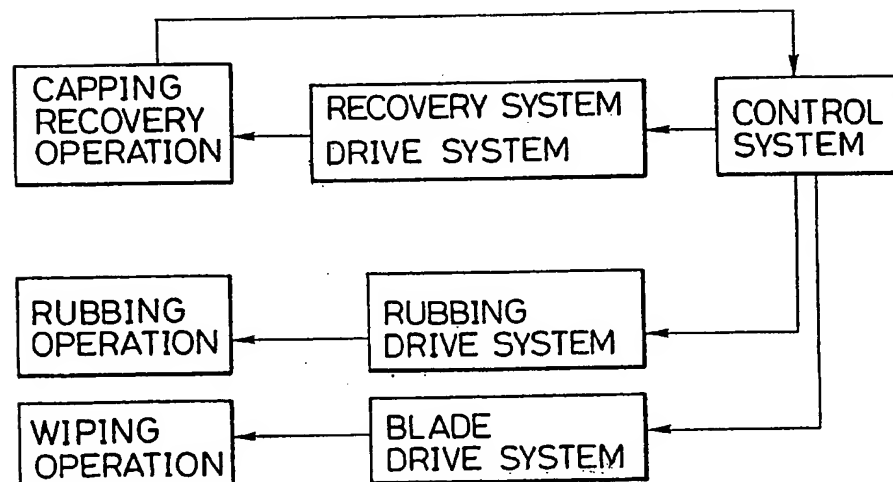 CAPPING
RECOVERY
OPERATION
RECOVERY SYSTEM
DRIVE SYSTEM
CONTROL
SYSTEM
RUBBING
OPERATION
RUBBING
DRIVE SYSTEM
WIPING
OPERATION
BLADE
DRIVE SYSTEM